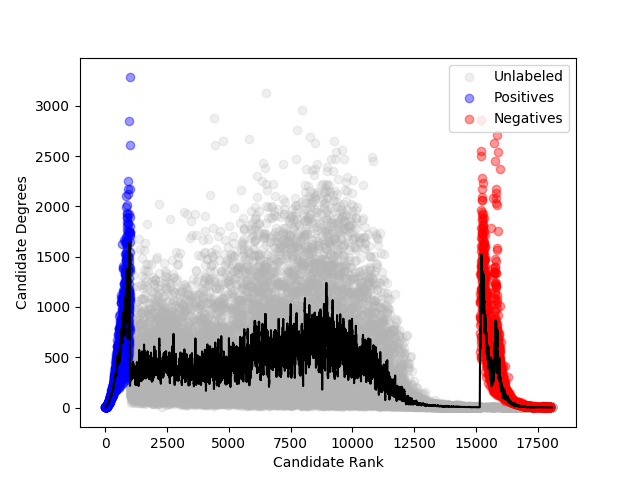 Unlabeled
Positives
Negatives
3000
2500
2000
1500
1000
500
0
Candidate Degrees
0 2500 5000 7500 10000 12500 15000 17500
Candidate Rank